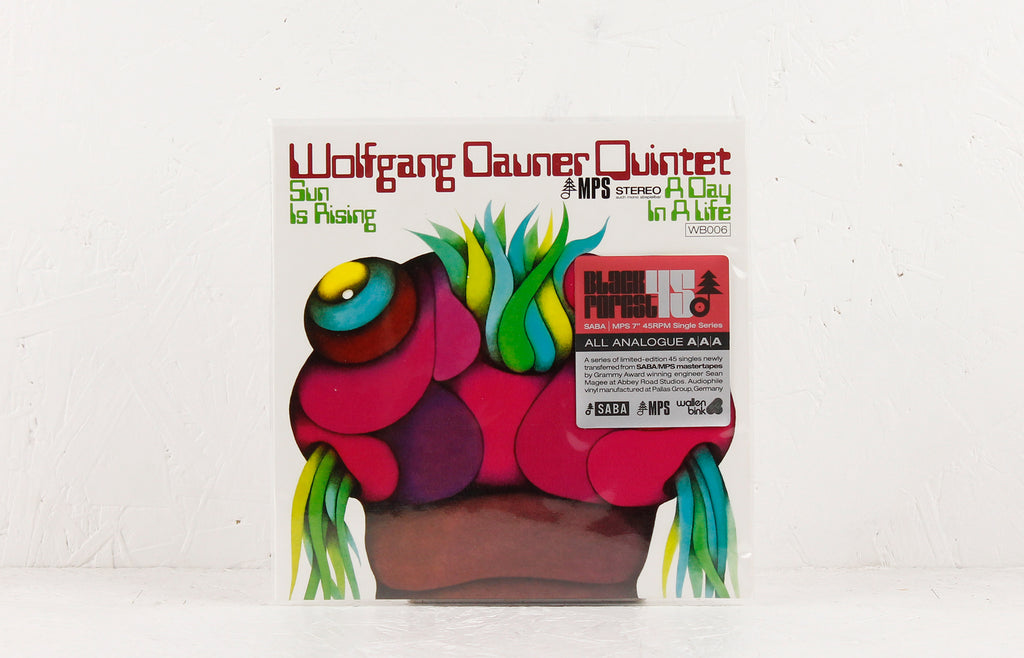 Wolfgang Dauner Quintet
Sun
Is Rising
MPS STEREO
A Day
In A Life
WB006
Black
Forest
45
SABA | MPS 7" 45RPM Single Series
ALL ANALOGUE A|A|A
A series of limited-edition 45 singles newly
transferred from SABA/MPS mastertapes
by Grammy Award winning engineer Sean
Magee at Abbey Road Studios. Audiophile
vinyl manufactured at Pallas Group, Germany
SABA MPS wallen
bink